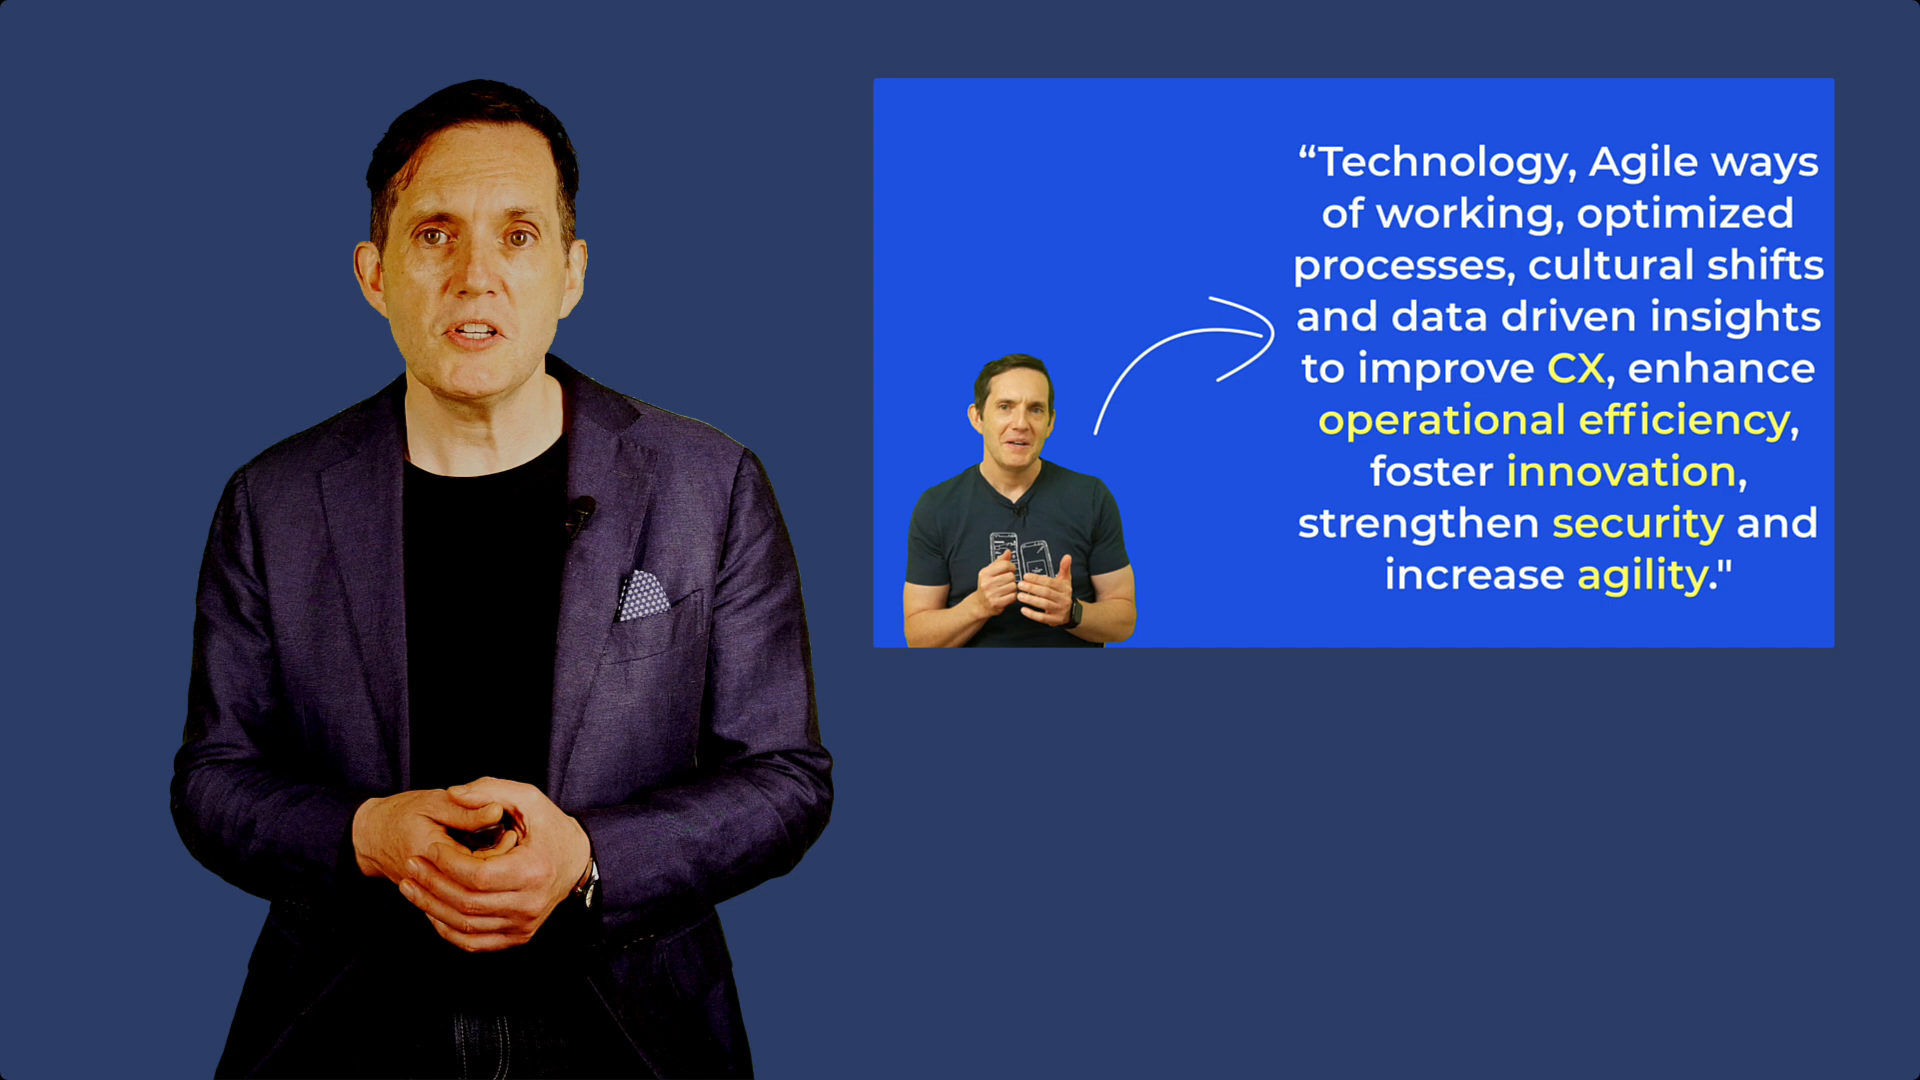 “Technology, Agile ways
of working, optimized
processes, cultural shifts
and data driven insights
to improve CX, enhance
operational efficiency,
foster innovation,
strengthen security and
increase agility."